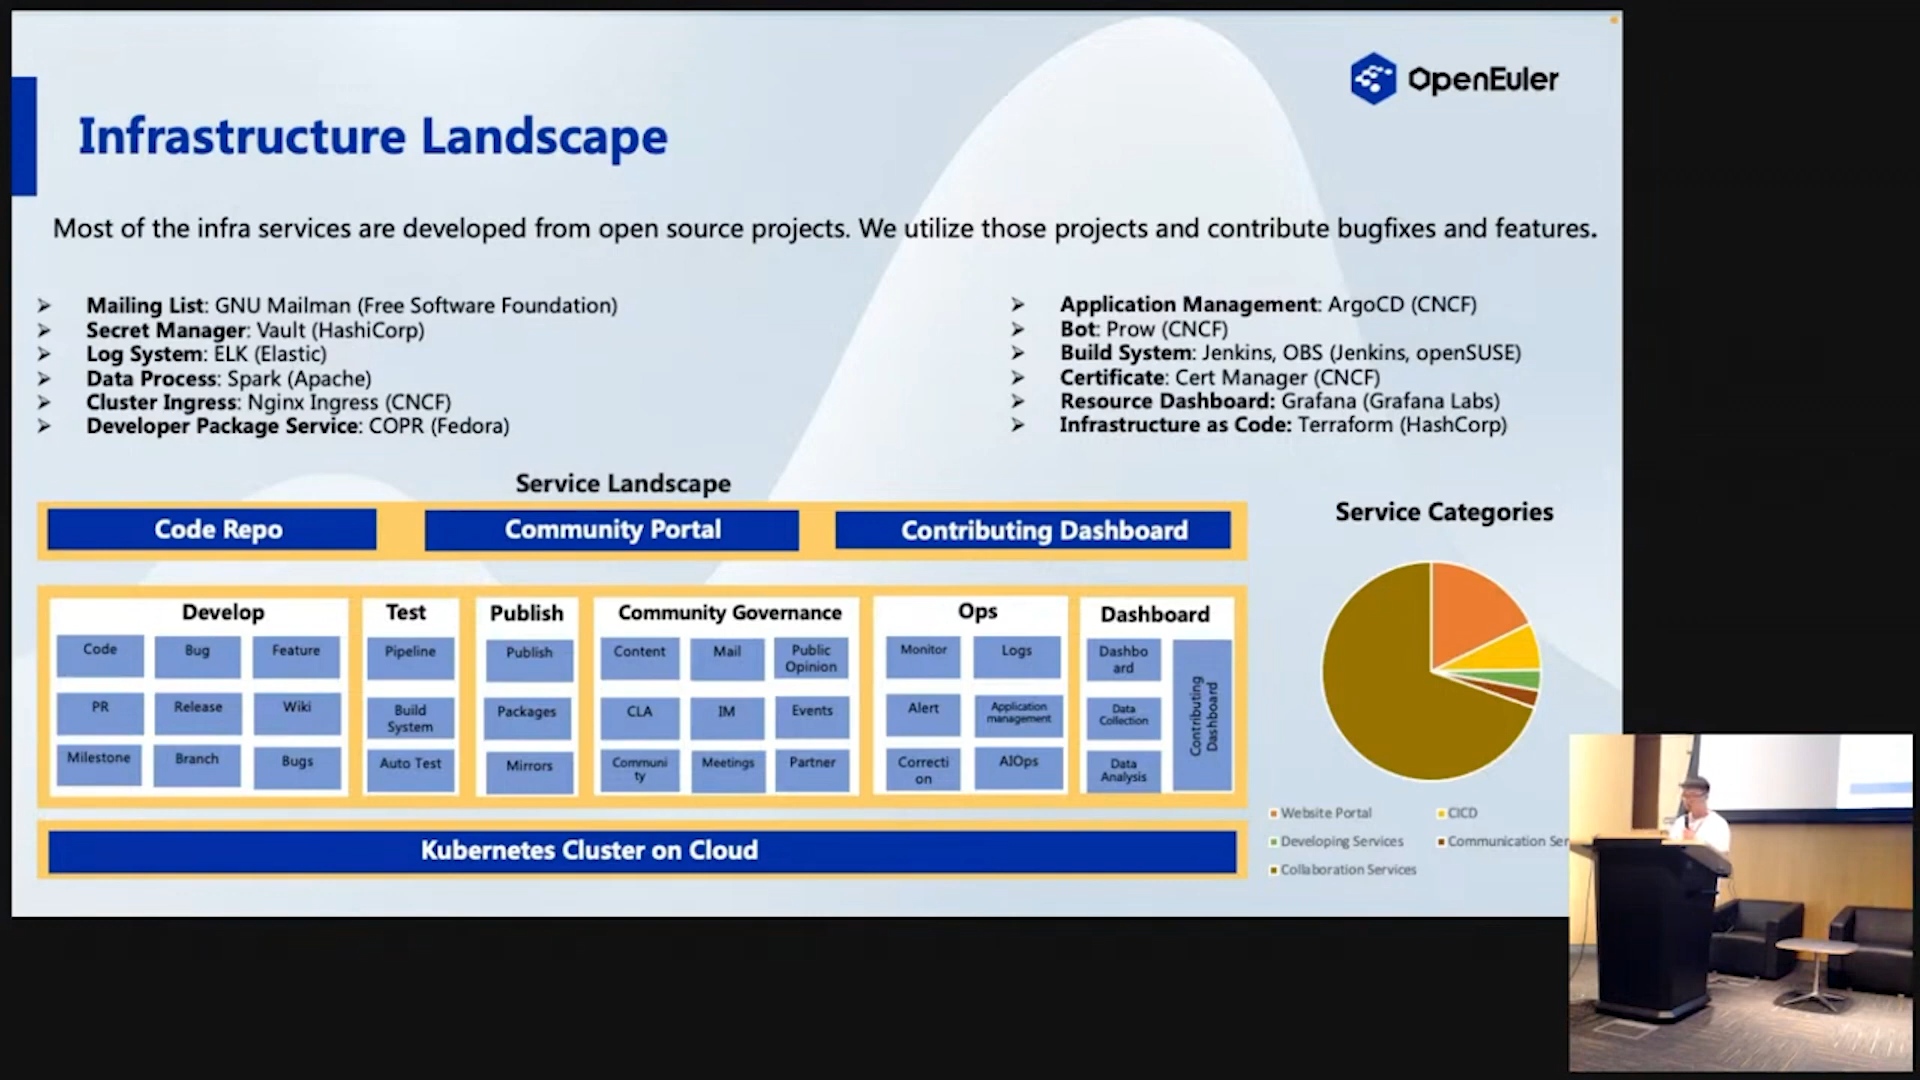 OpenEuler
Infrastructure Landscape
Most of the infra services are developed from open source projects. We utilize those projects and contribute bugfixes and features.
Mailing List: GNU Mailman (Free Software Foundation)
Secret Manager: Vault (HashiCorp)
Log System: ELK (Elastic)
Data Process: Spark (Apache)
Cluster Ingress: Nginx Ingress (CNCF)
Developer Package Service: COPR (Fedora)
Application Management: ArgoCD (CNCF)
Bot: Prow (CNCF)
Build System: Jenkins, OBS (Jenkins, openSUSE)
Certificate: Cert Manager (CNCF)
Resource Dashboard: Grafana (Grafana Labs)
Infrastructure as Code: Terraform (HashCorp)
Service Landscape
Code Repo
Community Portal
Contributing Dashboard
Develop
Code
Bug
Feature
PR
Release
Wiki
Milestone
Branch
Bugs
Test
Pipeline
Build
System
Auto Test
Publish
Publish
Packages
Mirrors
Community Governance
Content
Mail
Public
Opinion
CLA
IM
Events
Communi
ty
Meetings
Partner
Ops
Monitor
Logs
Alert
Application
management
Correcti
on
AIOps
Dashboard
Dashbo
ard
Data
Collection
Data
Analysis
Contributing
Dashboard
Kubernetes Cluster on Cloud
Service Categories
Website Portal
CICD
Developing Services
Communication Ser
Collaboration Services